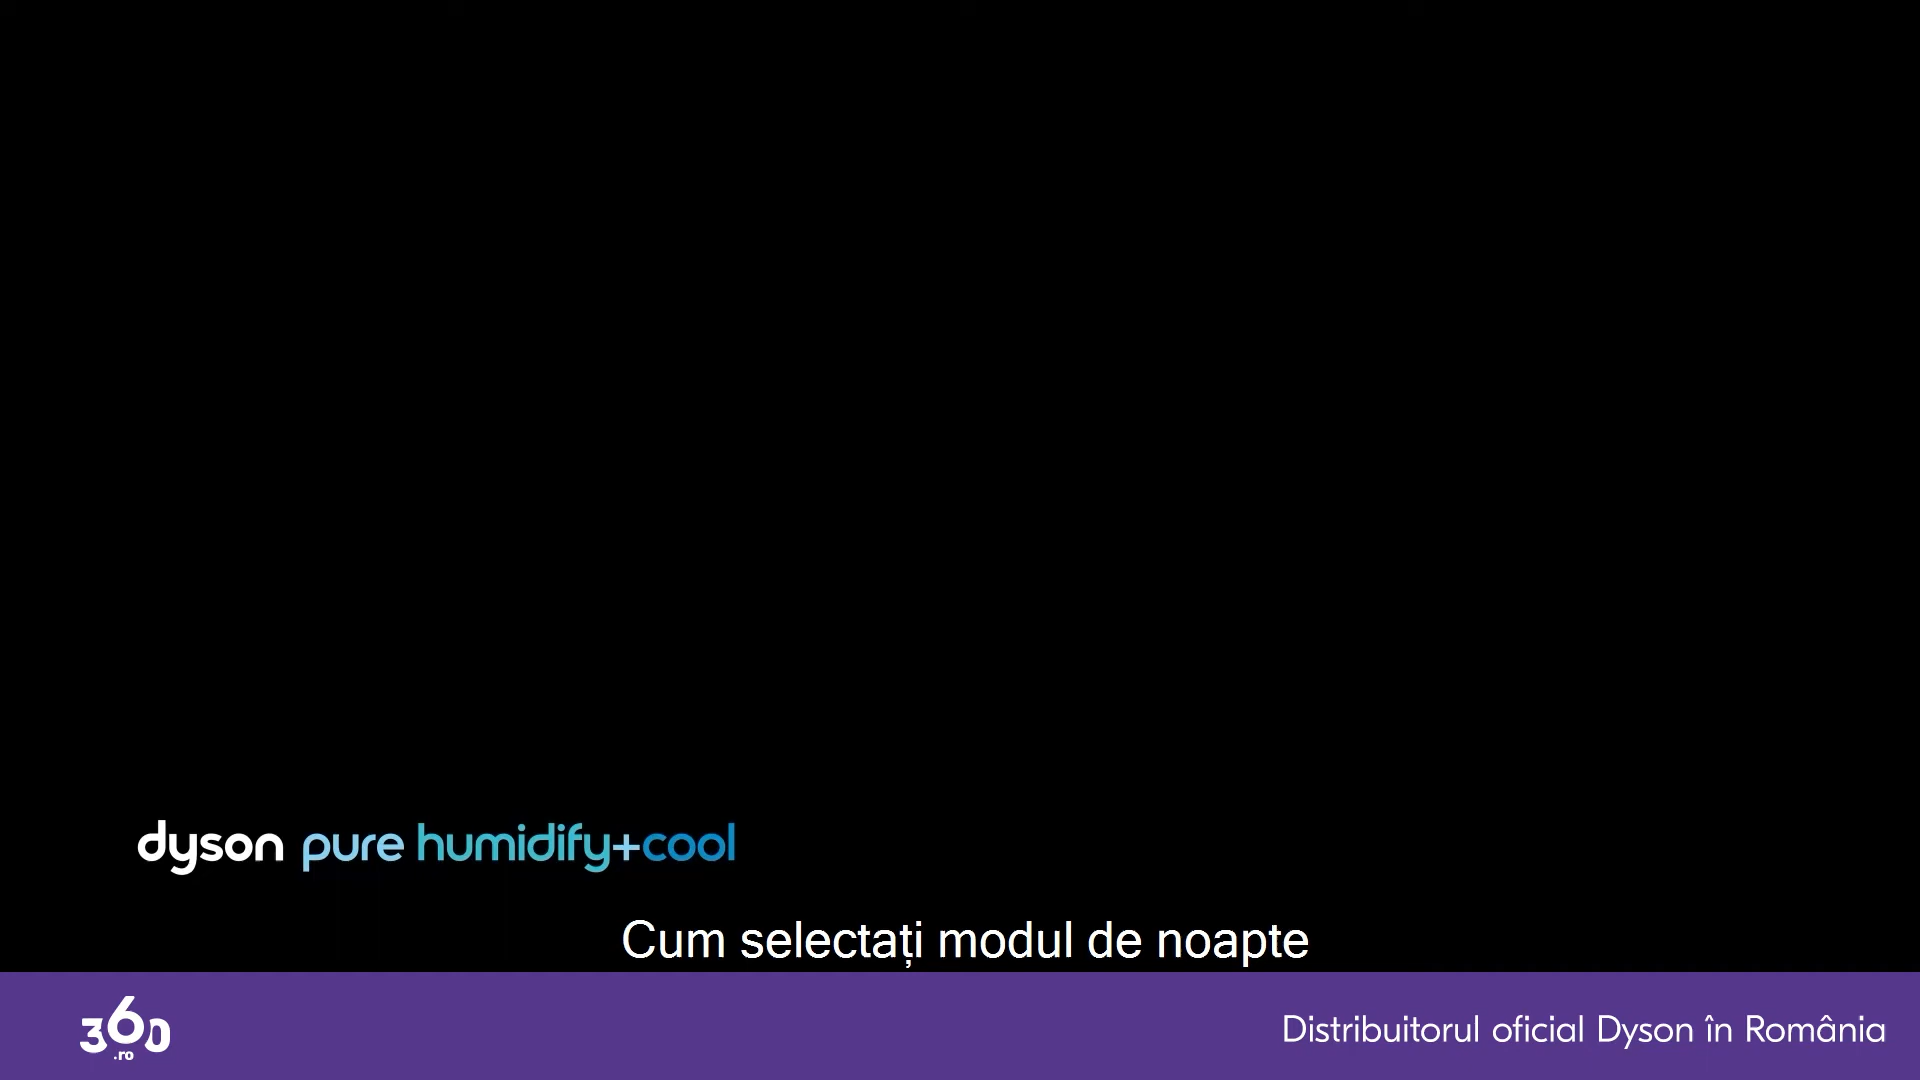 dyson pure humidify+cool
Cum selectați modul de noapte
360
.ro
Distribuitorul oficial Dyson în România